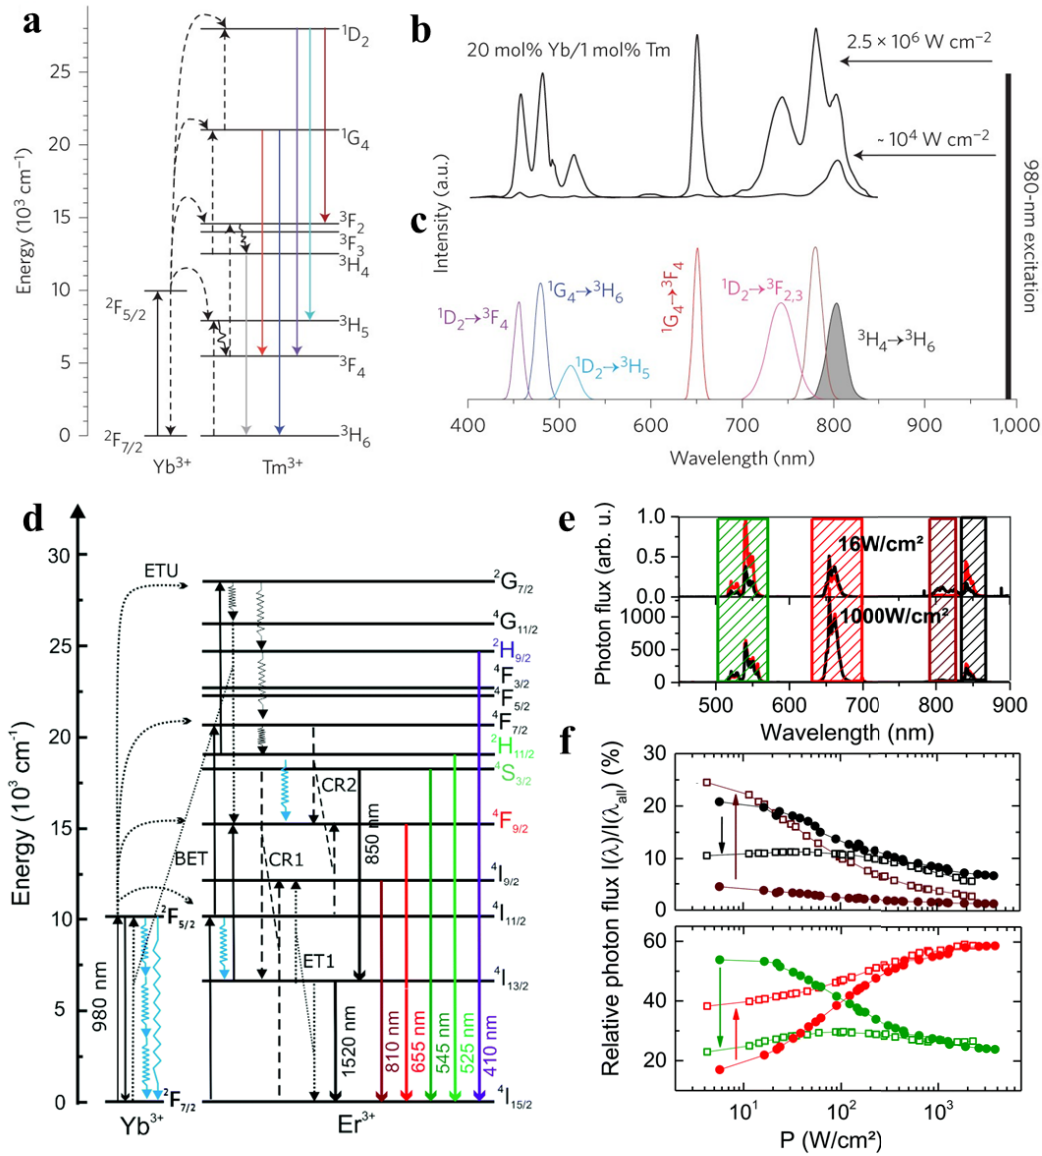 a
Energy (10³ cm⁻¹)
25
20
15
10
5
0
¹D₂
¹G₄
³F₂
³F₃
³H₄
³H₅
³F₄
³H₆
²F₅/₂
²F₇/₂
Yb³⁺
Tm³⁺
b
20 mol% Yb/1 mol% Tm
2.5 × 10⁶ W cm⁻²
~ 10⁴ W cm⁻²
980-nm excitation
Intensity (a.u.)
c
¹D₂→³F₄
¹G₄→³H₆
¹D₂→³H₅
¹G₄→³F₄
¹D₂→³F₂,₃
³H₄→³H₆
400 500 600 700 800 900 1,000
Wavelength (nm)
d
Energy (10³ cm⁻¹)
30
25
20
15
10
5
0
ETU
BET
CR1
CR2
ET1
980 nm
850 nm
1520 nm
810 nm
655 nm
545 nm
525 nm
410 nm
²G₇/₂
⁴G₁₁/₂
²H₉/₂
⁴F₃/₂
⁴F₅/₂
⁴F₇/₂
²H₁₁/₂
⁴S₃/₂
⁴F₉/₂
⁴I₉/₂
⁴I₁₁/₂
⁴I₁₃/₂
⁴I₁₅/₂
²F₅/₂
²F₇/₂
Yb³⁺
Er³⁺
e
Photon flux (arb. u.)
1.0
0.5
0.0
16W/cm²
1000
500
0
1000W/cm²
500 600 700 800 900
Wavelength (nm)
f
Relative photon flux I(λ)/I(λall) (%)
30
20
10
0
60
40
20
10¹ 10² 10³
P (W/cm²)